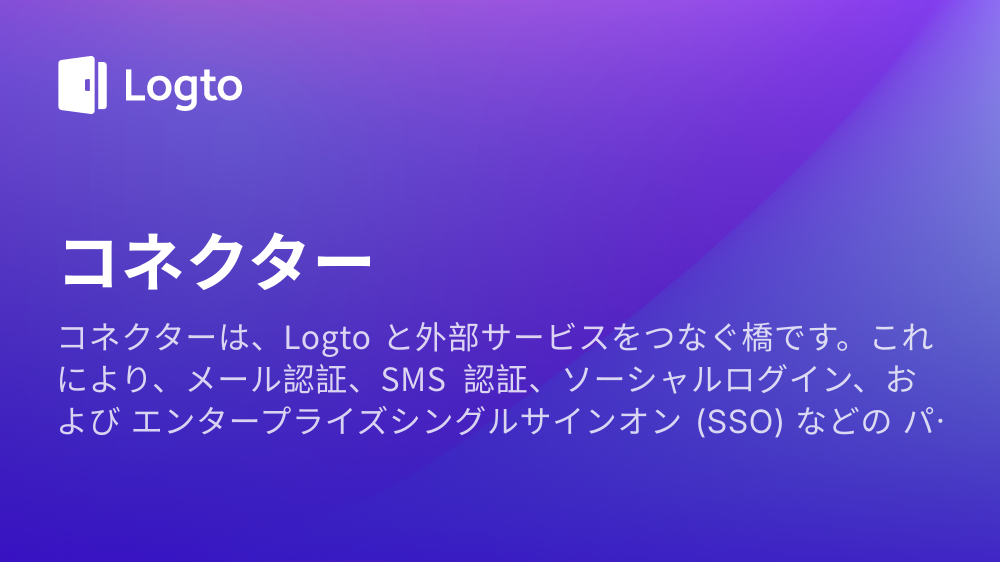 Logto
コネクター
コネクターは、Logto と外部サービスをつなぐ橋です。これ
により、メール認証、SMS 認証、ソーシャルログイン、お
よび エンタープライズシングルサインオン (SSO) などの パ·